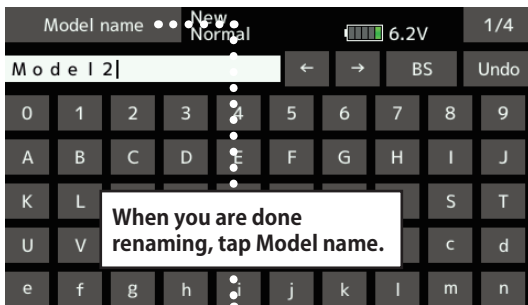 Model name New
Normal 6.2V 1/4
Model2 ← → BS Undo
0 1 2 3 4 5 6 7 8 9
A B C D E F G H I J
K L S T
When you are done
renaming, tap Model name.
U V c d
e f g h i j k l m n